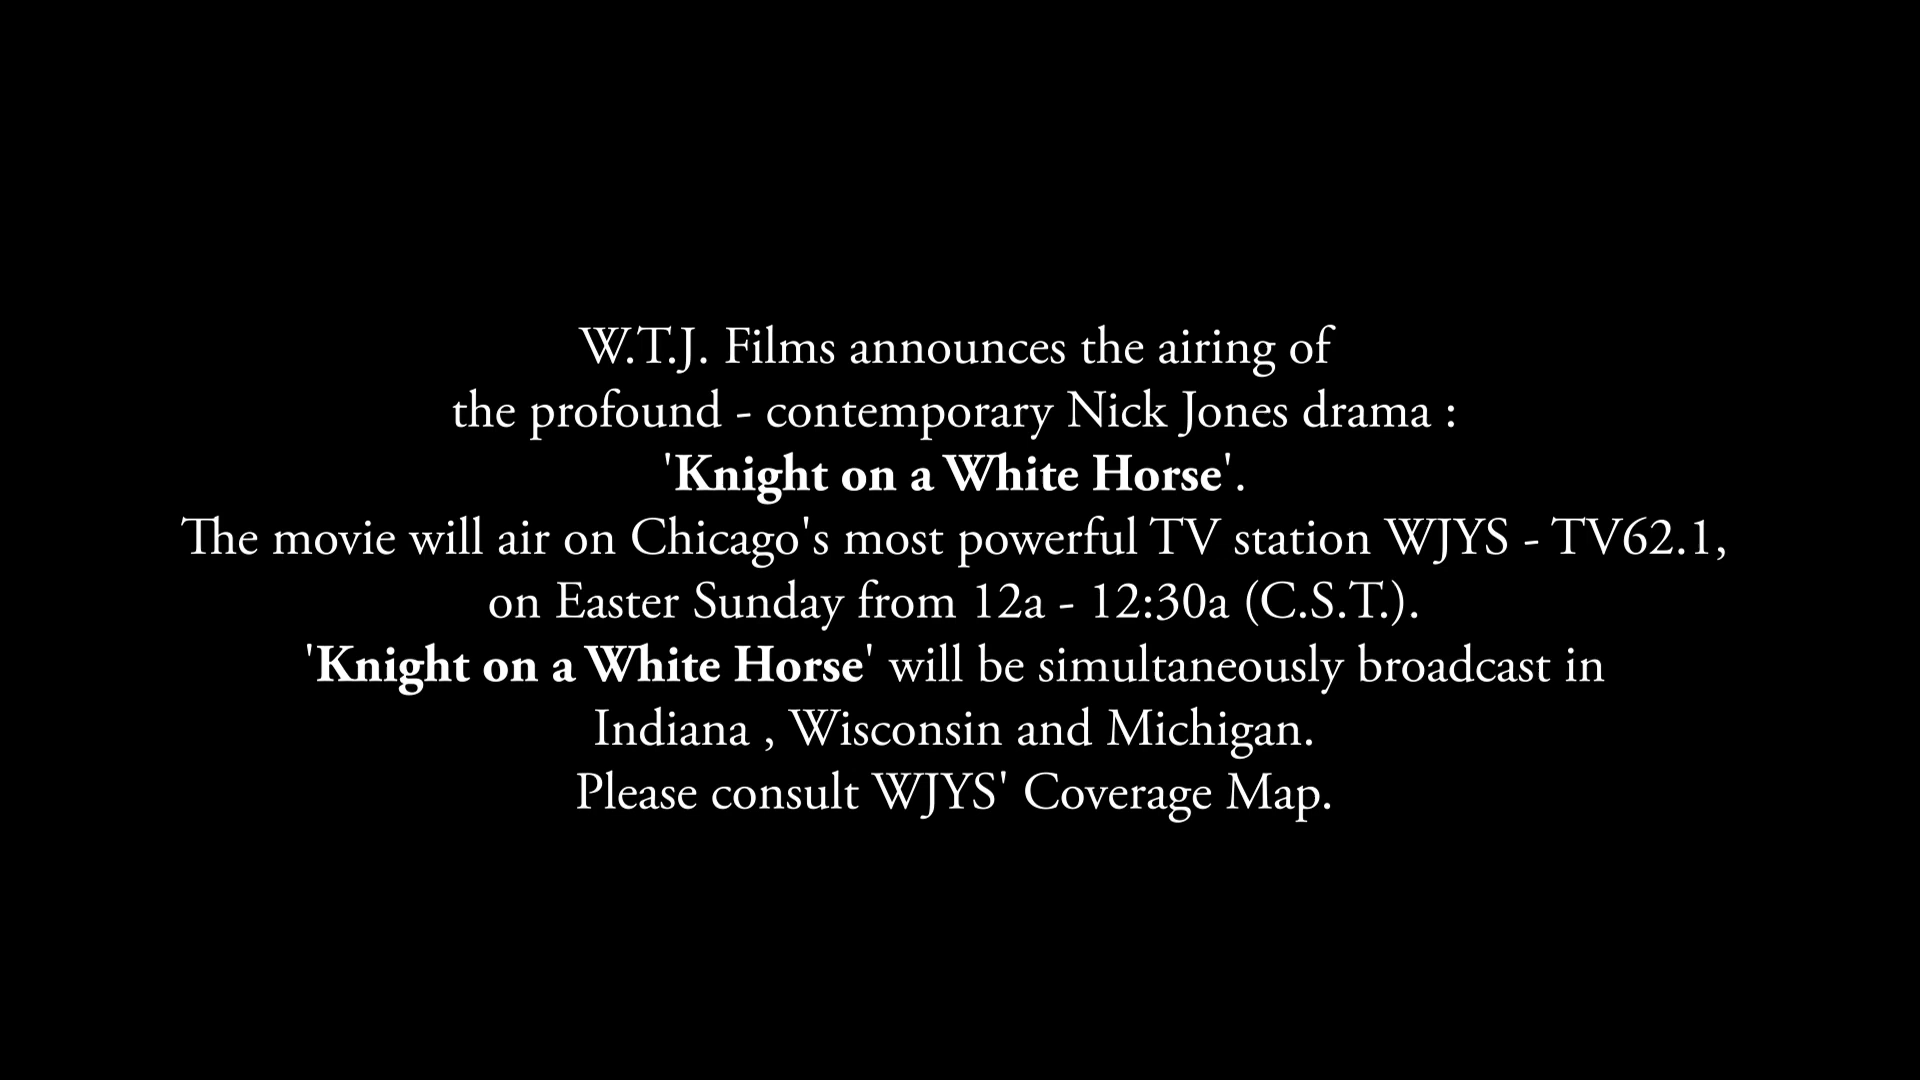 W.T.J. Films announces the airing of
the profound - contemporary Nick Jones drama :
'Knight on a White Horse'.
The movie will air on Chicago's most powerful TV station WJYS - TV62.1,
on Easter Sunday from 12a - 12:30a (C.S.T.).
'Knight on a White Horse' will be simultaneously broadcast in
Indiana , Wisconsin and Michigan.
Please consult WJYS' Coverage Map.